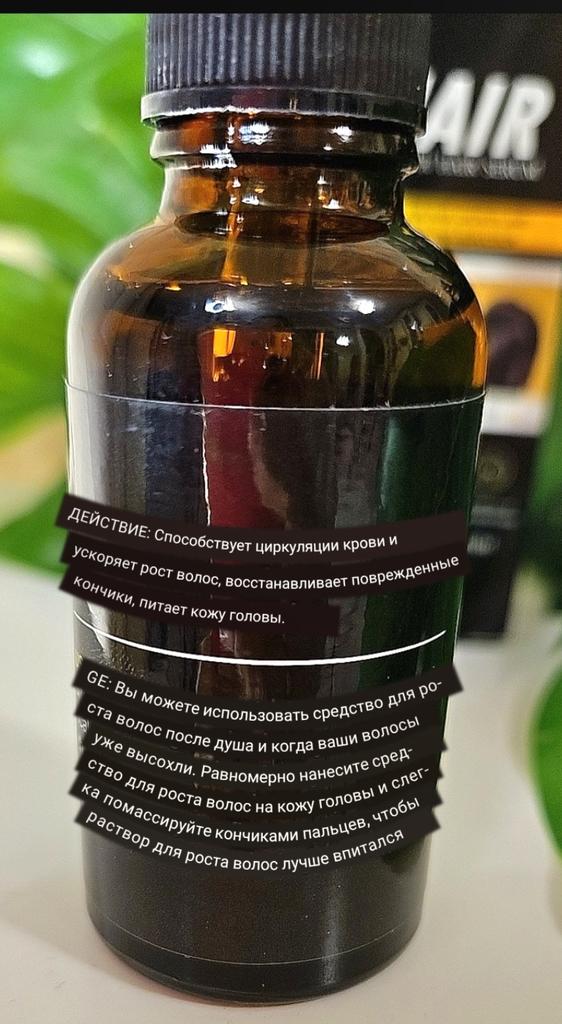 AIR
ДЕЙСТВИЕ: Способствует циркуляции крови и
ускоряет рост волос, восстанавливает поврежденные
кончики, питает кожу головы.
GE: Вы можете использовать средство для ро-
ста волос после душа и когда ваши волосы
уже высохли. Равномерно нанесите сред-
ство для роста волос на кожу головы и слег-
ка помассируйте кончиками пальцев, чтобы
раствор для роста волос лучше впитался